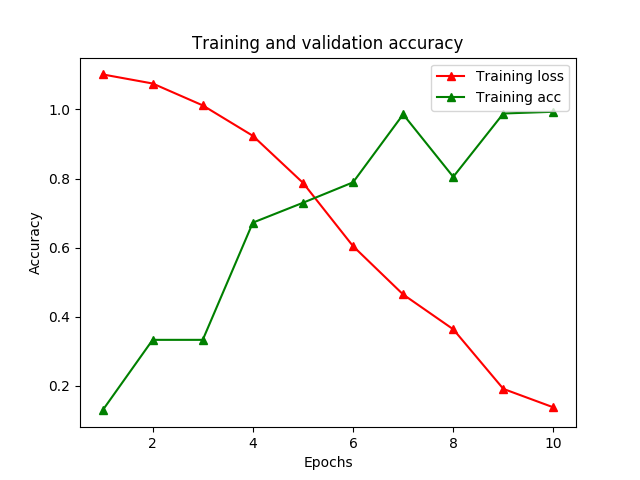 Training and validation accuracy
Training loss
Training acc
1.0
0.8
0.6
0.4
0.2
Accuracy
2 4 6 8 10
Epochs